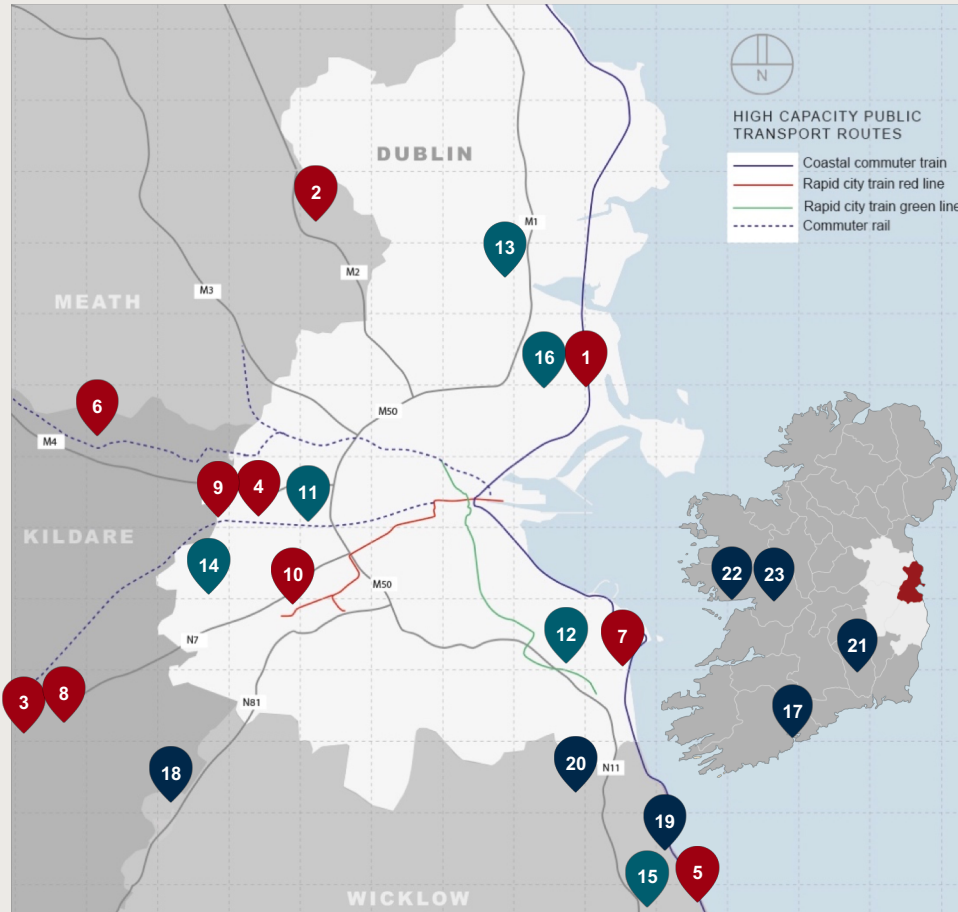 N
HIGH CAPACITY PUBLIC
TRANSPORT ROUTES
Coastal commuter train
Rapid city train red line
Rapid city train green line
Commuter rail
DUBLIN
2
M1
13
M2
M3
MEATH
16
1
6
M50
M4
9
4
11
KILDARE
14
10
M50
22
23
12
7
N7
21
3
8
N81
17
18
20
N11
19
15
5
WICKLOW